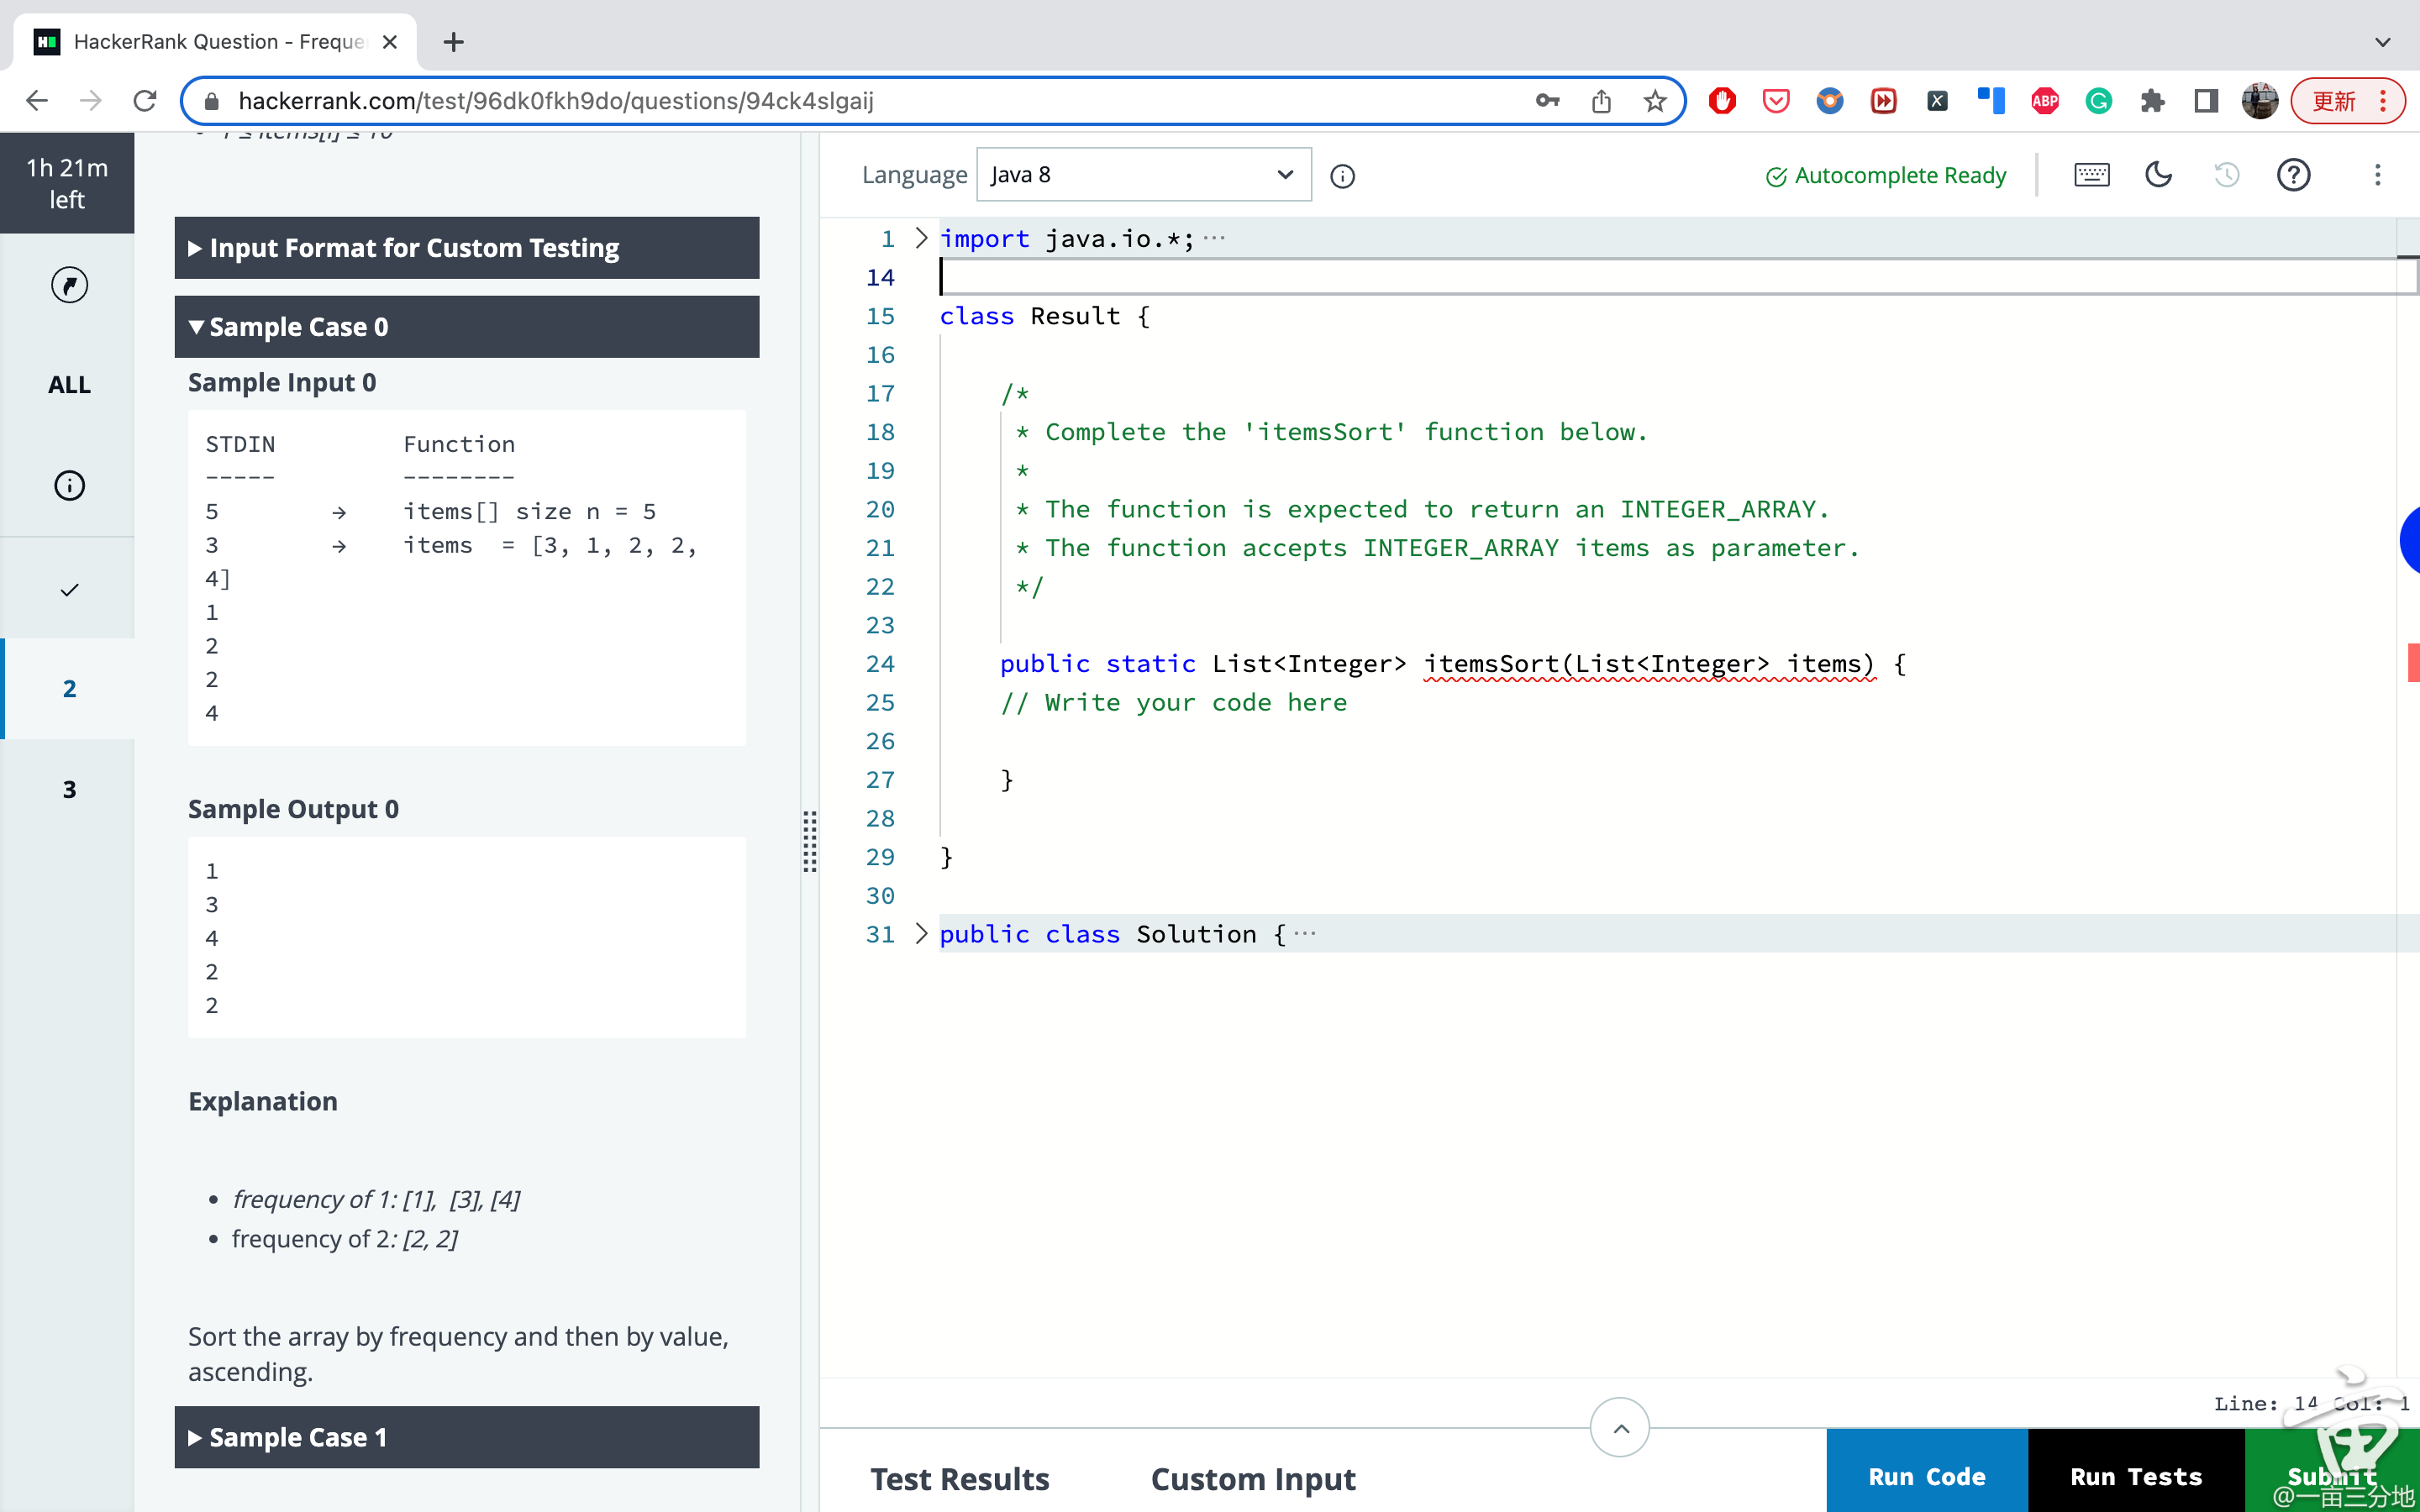 HackerRank Question - Freque
hackerrank.com/test/96dk0fkh9do/questions/94ck4slgaij
ABP
更新
1h 21m
left
ALL
2
3
Input Format for Custom Testing
Sample Case 0
Sample Input 0
STDIN Function
----- --------
5 → items[] size n = 5
3 → items = [3, 1, 2, 2,
4]
1
2
2
4
Sample Output 0
1
3
4
2
2
Explanation
• frequency of 1: [1], [3], [4]
• frequency of 2: [2, 2]
Sort the array by frequency and then by value,
ascending.
Sample Case 1
Language Java 8 Autocomplete Ready
1 import java.io.*;···
14
15 class Result {
16
17 /*
18 * Complete the 'itemsSort' function below.
19 *
20 * The function is expected to return an INTEGER_ARRAY.
21 * The function accepts INTEGER_ARRAY items as parameter.
22 */
23
24 public static List<Integer> itemsSort(List<Integer> items) {
25 // Write your code here
26
27 }
28
29 }
30
31 public class Solution {···
Line: 14 Col: 1
Test Results Custom Input Run Code Run Tests Submit
@一亩三分地